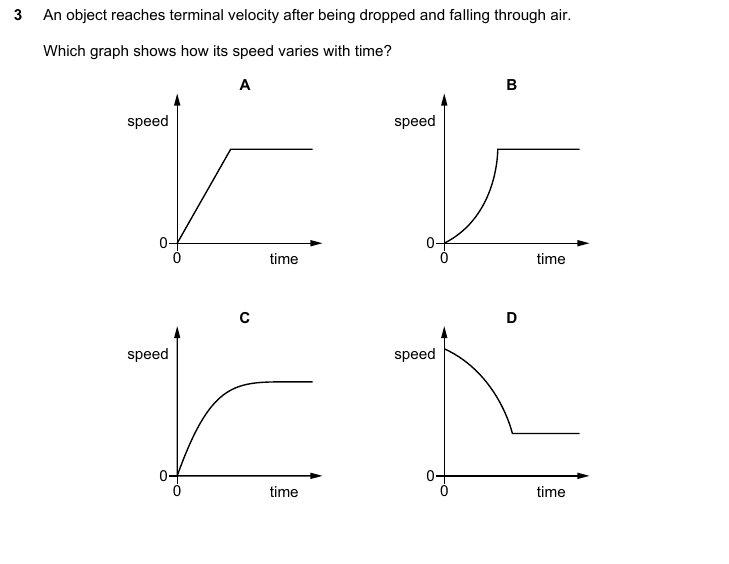 3 An object reaches terminal velocity after being dropped and falling through air.
Which graph shows how its speed varies with time?
A
speed
0
0
time
B
speed
0
0
time
C
speed
0
0
time
D
speed
0
0
time